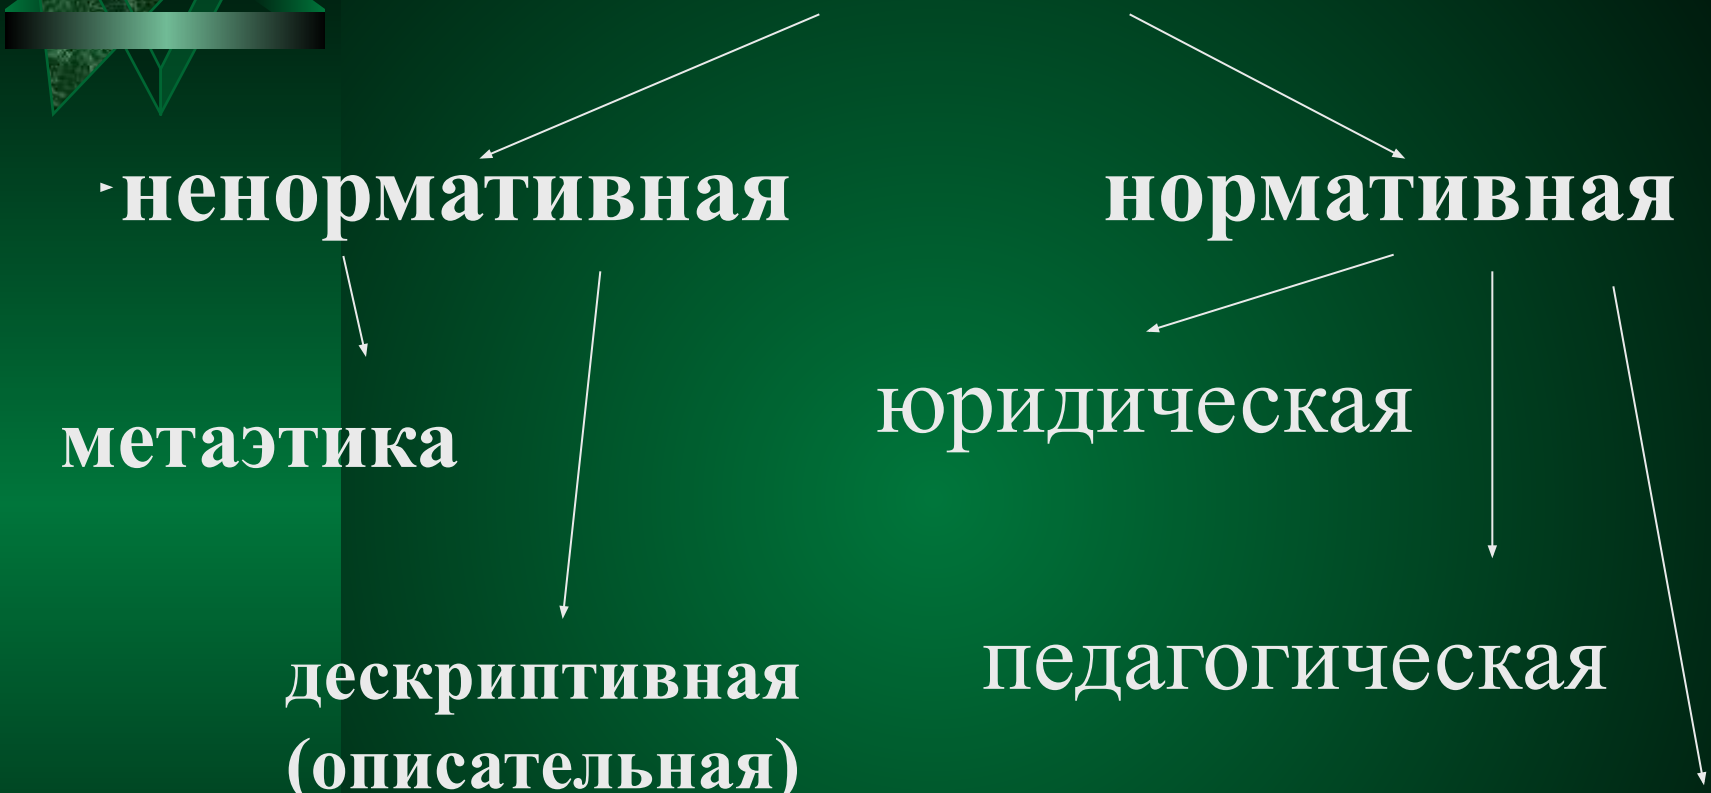 ненормативная
нормативная
юридическая
метаэтика
педагогическая
дескриптивная
(описательная)